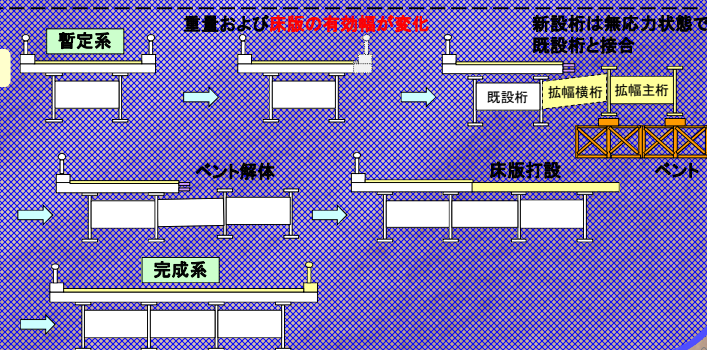 暫定系
重量および床版の有効幅が変化
新設桁は無応力状態で
既設桁と接合
既設桁
拡幅横桁
拡幅主桁
ベント
ベント解体
床版打設
完成系